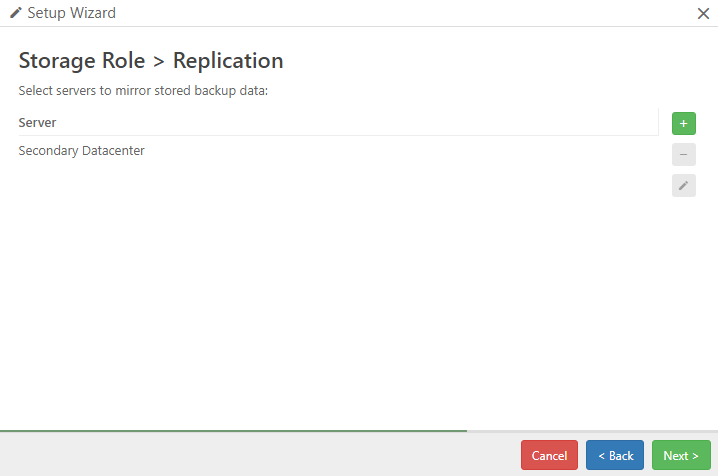 Setup Wizard
Storage Role > Replication
Select servers to mirror stored backup data:
Server
Secondary Datacenter
Cancel
< Back
Next >